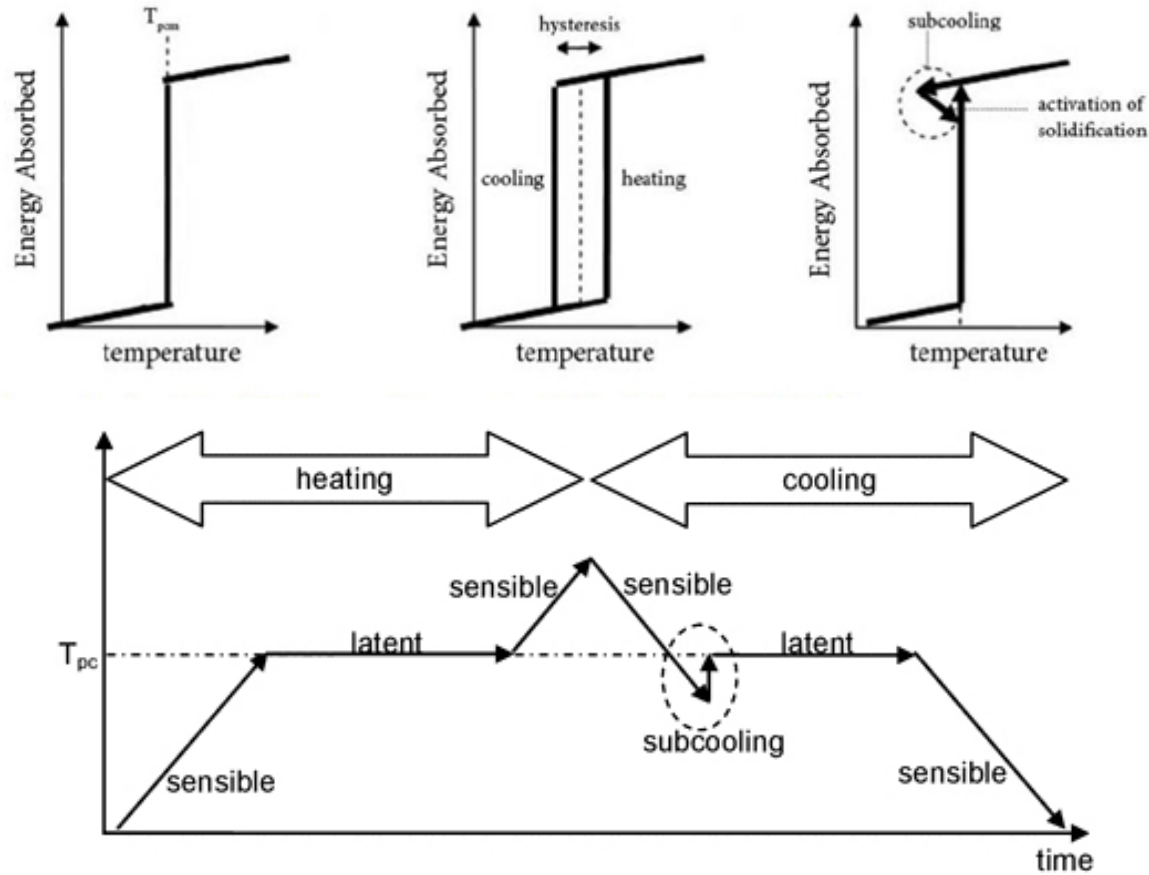 T_pcm
Energy Absorbed
temperature
hysteresis
cooling
heating
Energy Absorbed
temperature
subcooling
activation of
solidification
Energy Absorbed
temperature
heating
cooling
sensible
sensible
latent
latent
T_pc
subcooling
sensible
sensible
time